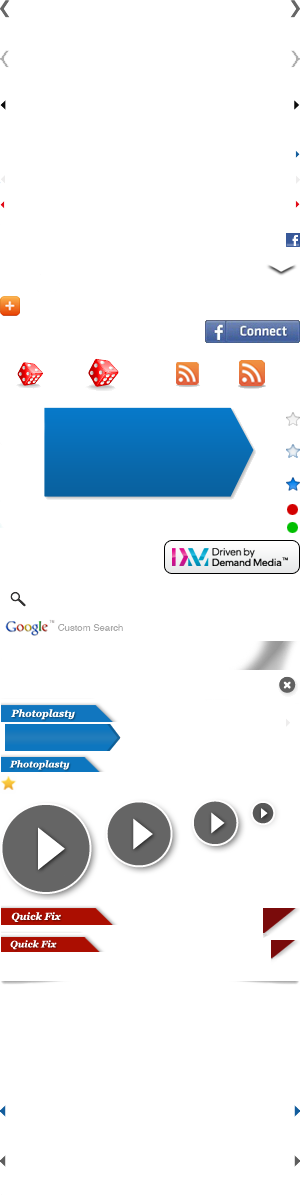 f
f Connect
Driven by
Demand Media™
Google™ Custom Search
Photoplasty
Photoplasty
Quick Fix
Quick Fix